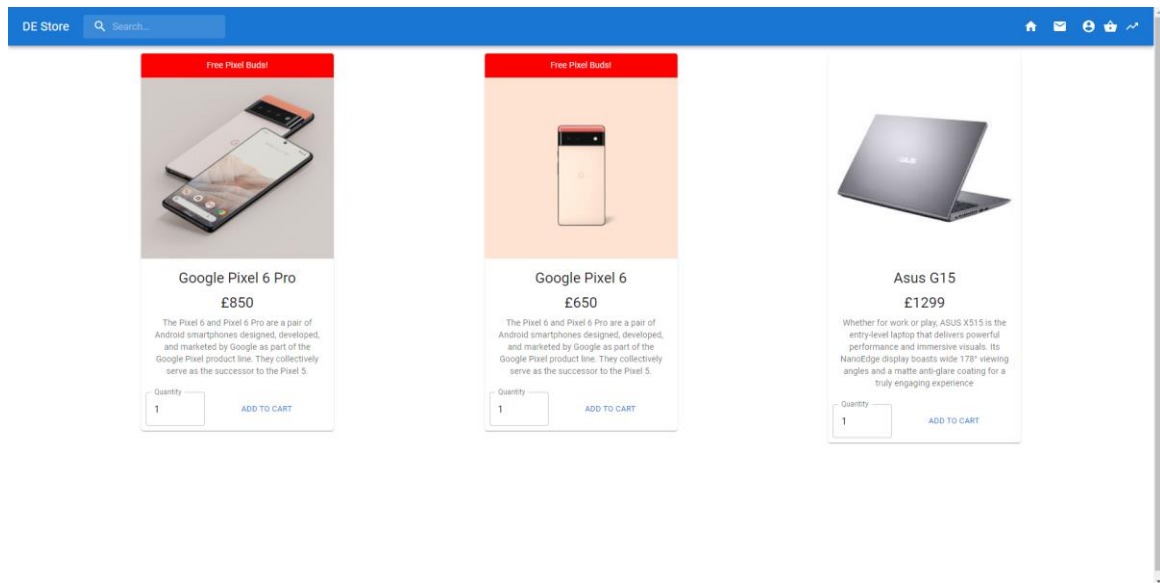 DE Store
Search...
Free Pixel Buds!
Google Pixel 6 Pro
£850
The Pixel 6 and Pixel 6 Pro are a pair of
Android smartphones designed, developed,
and marketed by Google as part of the
Google Pixel product line. They collectively
serve as the successor to the Pixel 5.
Quantity
1
ADD TO CART
Free Pixel Buds!
Google Pixel 6
£650
The Pixel 6 and Pixel 6 Pro are a pair of
Android smartphones designed, developed,
and marketed by Google as part of the
Google Pixel product line. They collectively
serve as the successor to the Pixel 5.
Quantity
1
ADD TO CART
ASUS
Asus G15
£1299
Whether for work or play, ASUS X515 is the
entry-level laptop that delivers powerful
performance and immersive visuals. Its
NanoEdge display boasts wide 178° viewing
angles and a matte anti-glare coating for a
truly engaging experience
Quantity
1
ADD TO CART